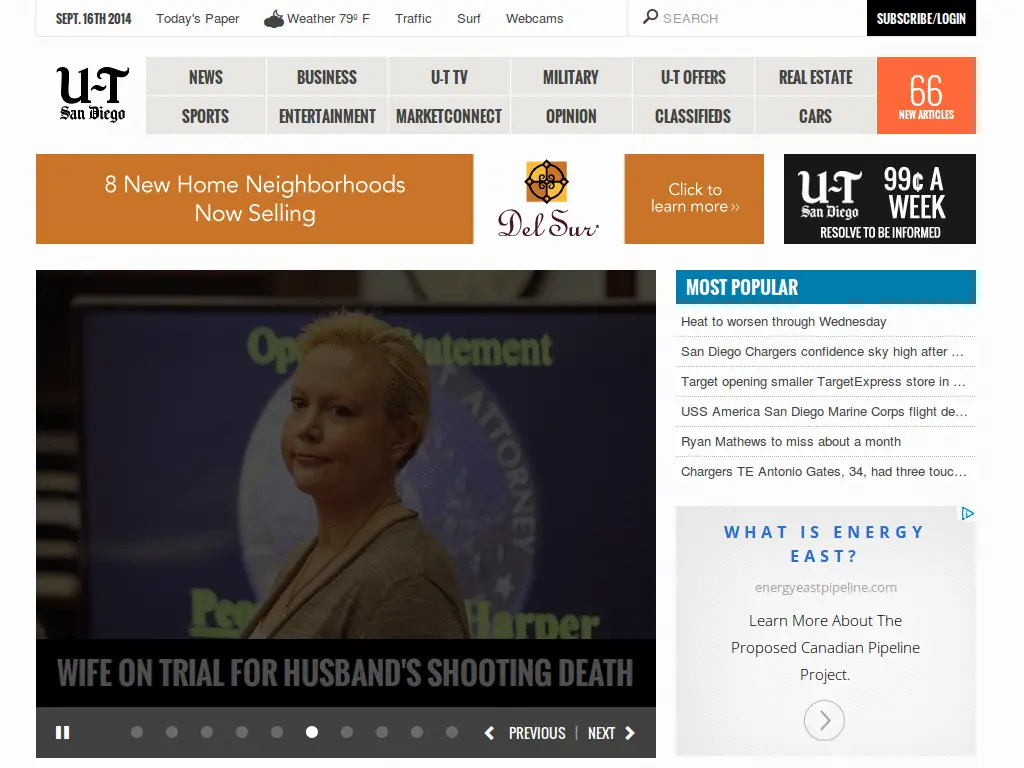 SEPT. 16TH 2014 Today's Paper Weather 79º F Traffic Surf Webcams SEARCH SUBSCRIBE/LOGIN
U-T
San Diego
NEWS BUSINESS U-T TV MILITARY U-T OFFERS REAL ESTATE
SPORTS ENTERTAINMENT MARKETCONNECT OPINION CLASSIFIEDS CARS
66
NEW ARTICLES
8 New Home Neighborhoods
Now Selling
Del Sur
Click to
learn more ››
U-T
San Diego
99¢ A
WEEK
RESOLVE TO BE INFORMED
Opening Statement
ATTORNEY
Harper
WIFE ON TRIAL FOR HUSBAND'S SHOOTING DEATH
PREVIOUS | NEXT
MOST POPULAR
Heat to worsen through Wednesday
San Diego Chargers confidence sky high after ...
Target opening smaller TargetExpress store in ...
USS America San Diego Marine Corps flight de...
Ryan Mathews to miss about a month
Chargers TE Antonio Gates, 34, had three touc...
WHAT IS ENERGY
EAST?
energyeastpipeline.com
Learn More About The
Proposed Canadian Pipeline
Project.